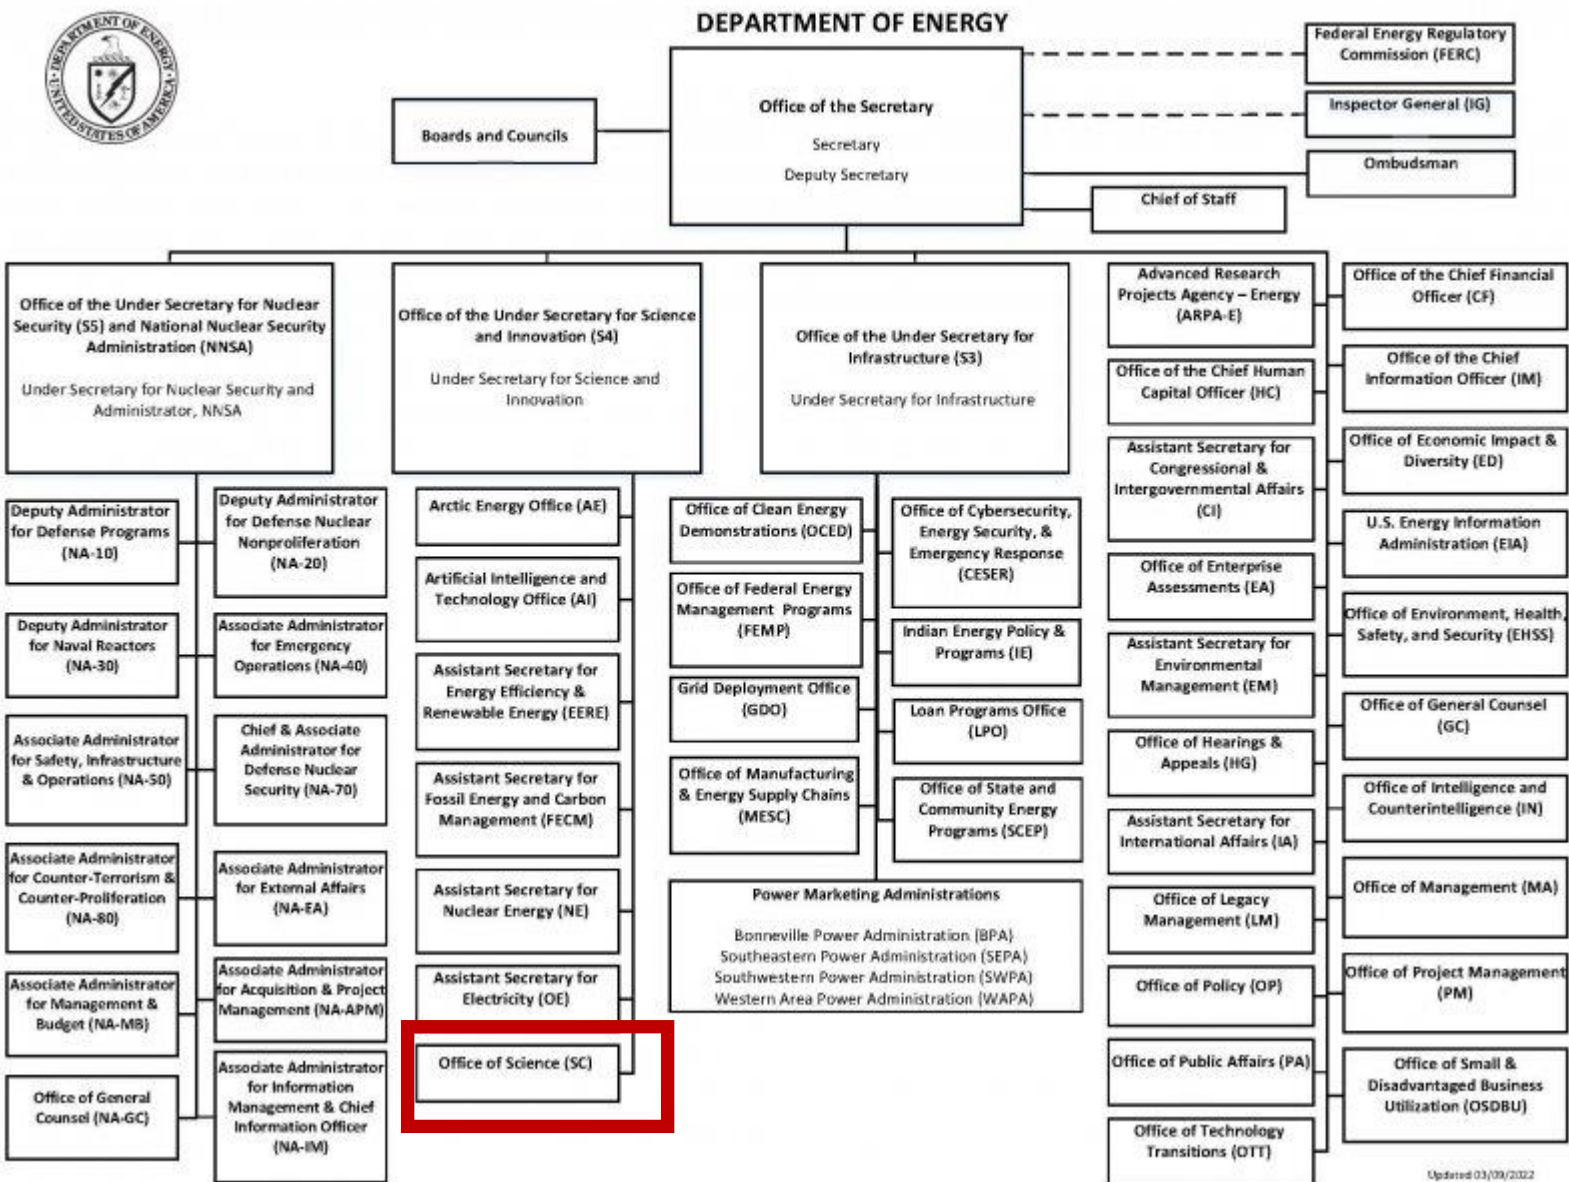 DEPARTMENT OF ENERGY
DEPARTMENT OF ENERGY
UNITED STATES OF AMERICA
Office of the Secretary
Secretary
Deputy Secretary
Boards and Councils
Federal Energy Regulatory
Commission (FERC)
Inspector General (IG)
Ombudsman
Chief of Staff
Office of the Under Secretary for Nuclear
Security (S5) and National Nuclear Security
Administration (NNSA)
Under Secretary for Nuclear Security and
Administrator, NNSA
Deputy Administrator
for Defense Programs
(NA-10)
Deputy Administrator
for Defense Nuclear
Nonproliferation
(NA-20)
Deputy Administrator
for Naval Reactors
(NA-30)
Associate Administrator
for Emergency
Operations (NA-40)
Associate Administrator
for Safety, Infrastructure
& Operations (NA-50)
Chief & Associate
Administrator for
Defense Nuclear
Security (NA-70)
Associate Administrator
for Counter-Terrorism &
Counter-Proliferation
(NA-80)
Associate Administrator
for External Affairs
(NA-EA)
Associate Administrator
for Management &
Budget (NA-MB)
Associate Administrator
for Acquisition & Project
Management (NA-APM)
Office of General
Counsel (NA-GC)
Associate Administrator
for Information
Management & Chief
Information Officer
(NA-IM)
Office of the Under Secretary for Science
and Innovation (S4)
Under Secretary for Science and
Innovation
Arctic Energy Office (AE)
Artificial Intelligence and
Technology Office (AI)
Assistant Secretary for
Energy Efficiency &
Renewable Energy (EERE)
Assistant Secretary for
Fossil Energy and Carbon
Management (FECM)
Assistant Secretary for
Nuclear Energy (NE)
Assistant Secretary for
Electricity (OE)
Office of Science (SC)
Office of the Under Secretary for
Infrastructure (S3)
Under Secretary for Infrastructure
Office of Clean Energy
Demonstrations (OCED)
Office of Cybersecurity,
Energy Security, &
Emergency Response
(CESER)
Office of Federal Energy
Management Programs
(FEMP)
Indian Energy Policy &
Programs (IE)
Grid Deployment Office
(GDO)
Loan Programs Office
(LPO)
Office of Manufacturing
& Energy Supply Chains
(MESC)
Office of State and
Community Energy
Programs (SCEP)
Power Marketing Administrations
Bonneville Power Administration (BPA)
Southeastern Power Administration (SEPA)
Southwestern Power Administration (SWPA)
Western Area Power Administration (WAPA)
Advanced Research
Projects Agency – Energy
(ARPA-E)
Office of the Chief Financial
Officer (CF)
Office of the Chief Human
Capital Officer (HC)
Office of the Chief
Information Officer (IM)
Assistant Secretary for
Congressional &
Intergovernmental Affairs
(CI)
Office of Economic Impact &
Diversity (ED)
U.S. Energy Information
Administration (EIA)
Office of Enterprise
Assessments (EA)
Office of Environment, Health,
Safety, and Security (EHSS)
Assistant Secretary for
Environmental
Management (EM)
Office of General Counsel
(GC)
Office of Hearings &
Appeals (HG)
Office of Intelligence and
Counterintelligence (IN)
Assistant Secretary for
International Affairs (IA)
Office of Management (MA)
Office of Legacy
Management (LM)
Office of Policy (OP)
Office of Project Management
(PM)
Office of Public Affairs (PA)
Office of Small &
Disadvantaged Business
Utilization (OSDBU)
Office of Technology
Transitions (OTT)
Updated 03/09/2022